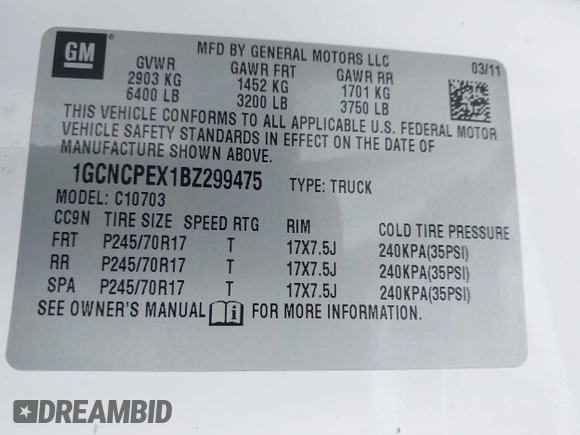 GM
MFD BY GENERAL MOTORS LLC
03/11
GVWR GAWR FRT GAWR RR
2903 KG 1452 KG 1701 KG
6400 LB 3200 LB 3750 LB
THIS VEHICLE CONFORMS TO ALL APPLICABLE U.S. FEDERAL MOTOR
VEHICLE SAFETY STANDARDS IN EFFECT ON THE DATE OF
MANUFACTURE SHOWN ABOVE.
1GCNCPEX1BZ299475 TYPE: TRUCK
MODEL: C10703
CC9N TIRE SIZE SPEED RTG RIM COLD TIRE PRESSURE
FRT P245/70R17 T 17X7.5J 240KPA(35PSI)
RR P245/70R17 T 17X7.5J 240KPA(35PSI)
SPA P245/70R17 T 17X7.5J 240KPA(35PSI)
SEE OWNER'S MANUAL i FOR MORE INFORMATION.
DREAMBID